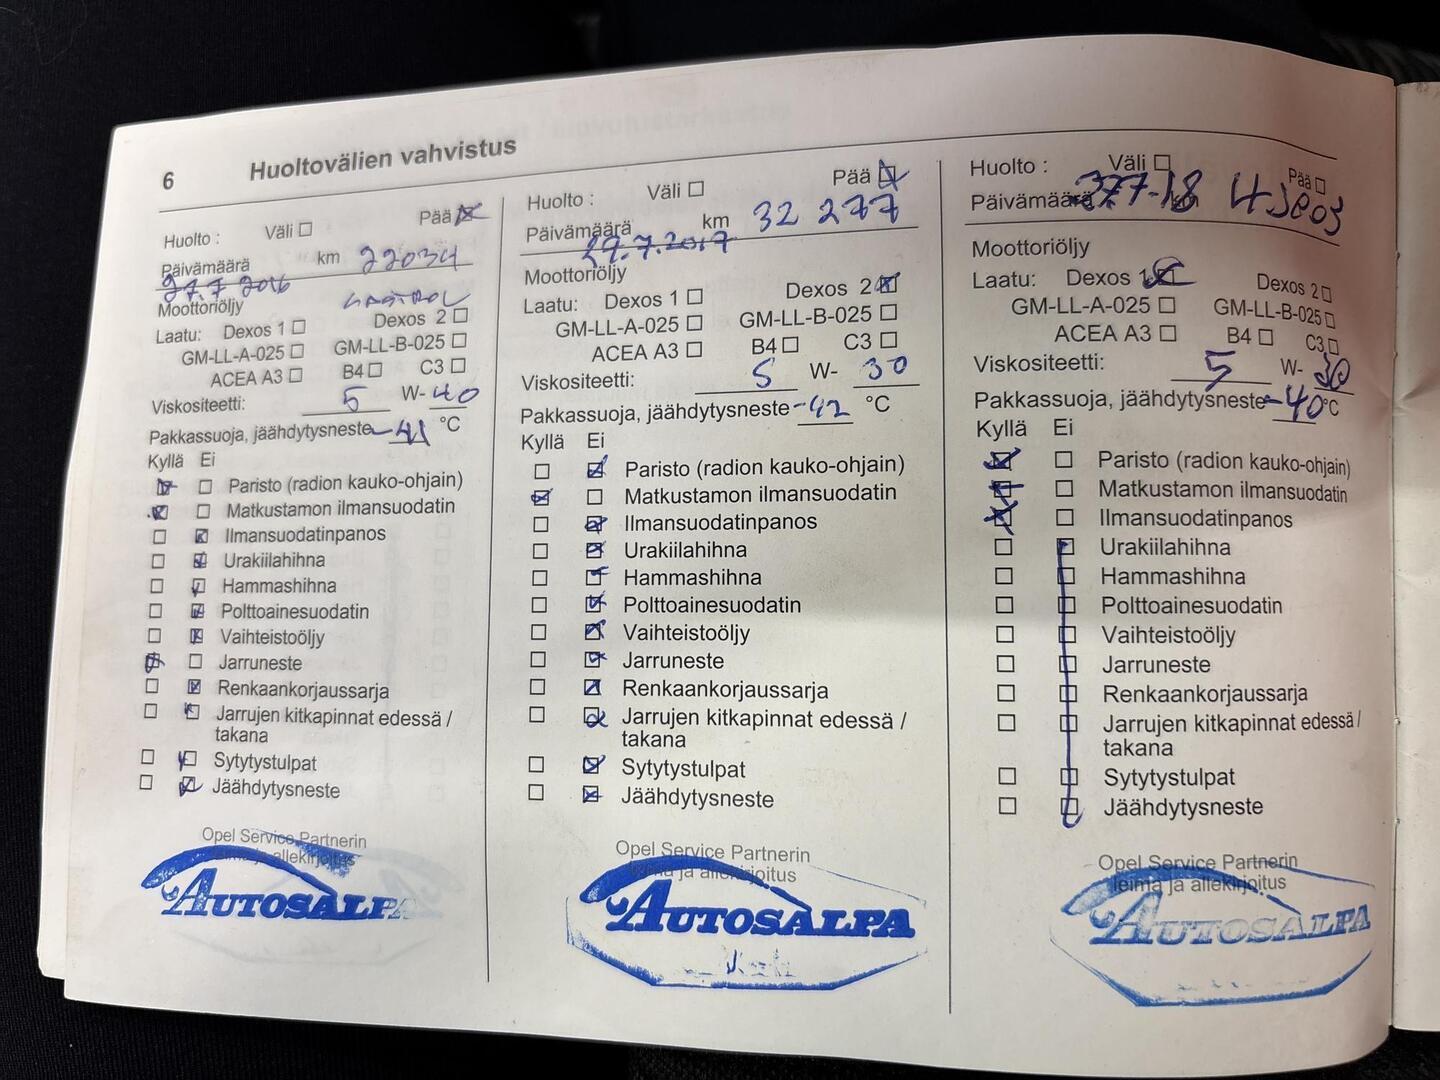 6 Huoltovälien vahvistus
Huolto : Väli Pää
Päivämäärä km 22034
27.7 2016
Moottoriöljy CASTROL
Laatu: Dexos 1 Dexos 2
GM-LL-A-025 GM-LL-B-025
ACEA A3 B4 C3
Viskositeetti: 5 W- 40
Pakkassuoja, jäähdytysneste -41 °C
Kyllä Ei
Paristo (radion kauko-ohjain)
Matkustamon ilmansuodatin
Ilmansuodatinpanos
Urakiilahihna
Hammashihna
Polttoainesuodatin
Vaihteistoöljy
Jarruneste
Renkaankorjaussarja
Jarrujen kitkapinnat edessä /
takana
Sytytystulpat
Jäähdytysneste
Opel Service Partnerin
leima ja allekirjoitus
AUTOSALPA
Huolto : Väli Pää
Päivämäärä km 32 277
29.7.2017
Moottoriöljy
Laatu: Dexos 1 Dexos 2
GM-LL-A-025 GM-LL-B-025
ACEA A3 B4 C3
Viskositeetti: 5 W- 30
Pakkassuoja, jäähdytysneste -42 °C
Kyllä Ei
Paristo (radion kauko-ohjain)
Matkustamon ilmansuodatin
Ilmansuodatinpanos
Urakiilahihna
Hammashihna
Polttoainesuodatin
Vaihteistoöljy
Jarruneste
Renkaankorjaussarja
Jarrujen kitkapinnat edessä /
takana
Sytytystulpat
Jäähdytysneste
Opel Service Partnerin
leima ja allekirjoitus
AUTOSALPA
Huolto : Väli Pää
Päivämäärä km
Moottoriöljy
Laatu: Dexos 1 Dexos 2
GM-LL-A-025 GM-LL-B-025
ACEA A3 B4 C3
Viskositeetti: 5 W- 30
Pakkassuoja, jäähdytysneste -40 °C
Kyllä Ei
Paristo (radion kauko-ohjain)
Matkustamon ilmansuodatin
Ilmansuodatinpanos
Urakiilahihna
Hammashihna
Polttoainesuodatin
Vaihteistoöljy
Jarruneste
Renkaankorjaussarja
Jarrujen kitkapinnat edessä /
takana
Sytytystulpat
Jäähdytysneste
Opel Service Partnerin
leima ja allekirjoitus
AUTOSALPA